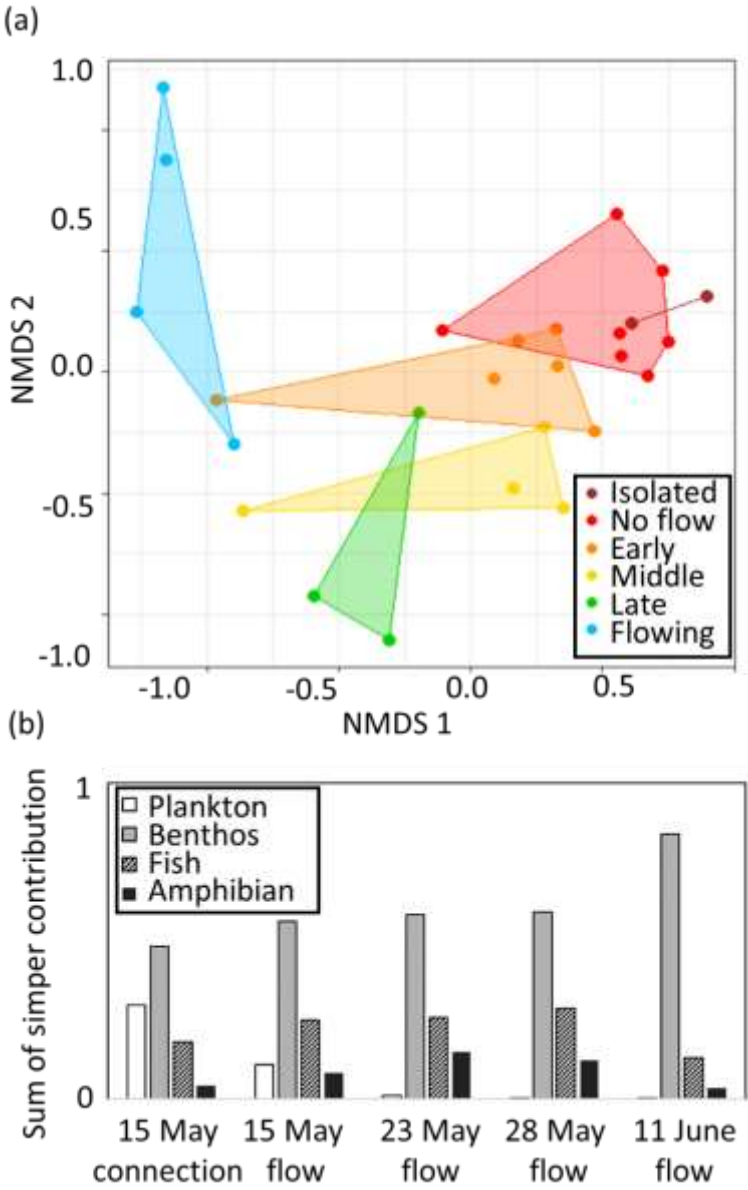 (a)
1.0
0.5
0.0
-0.5
-1.0
NMDS 2
Isolated
No flow
Early
Middle
Late
Flowing
-1.0 -0.5 0.0 0.5
NMDS 1
(b)
1
0
Sum of simper contribution
Plankton
Benthos
Fish
Amphibian
15 May 15 May 23 May 28 May 11 June
connection flow flow flow flow